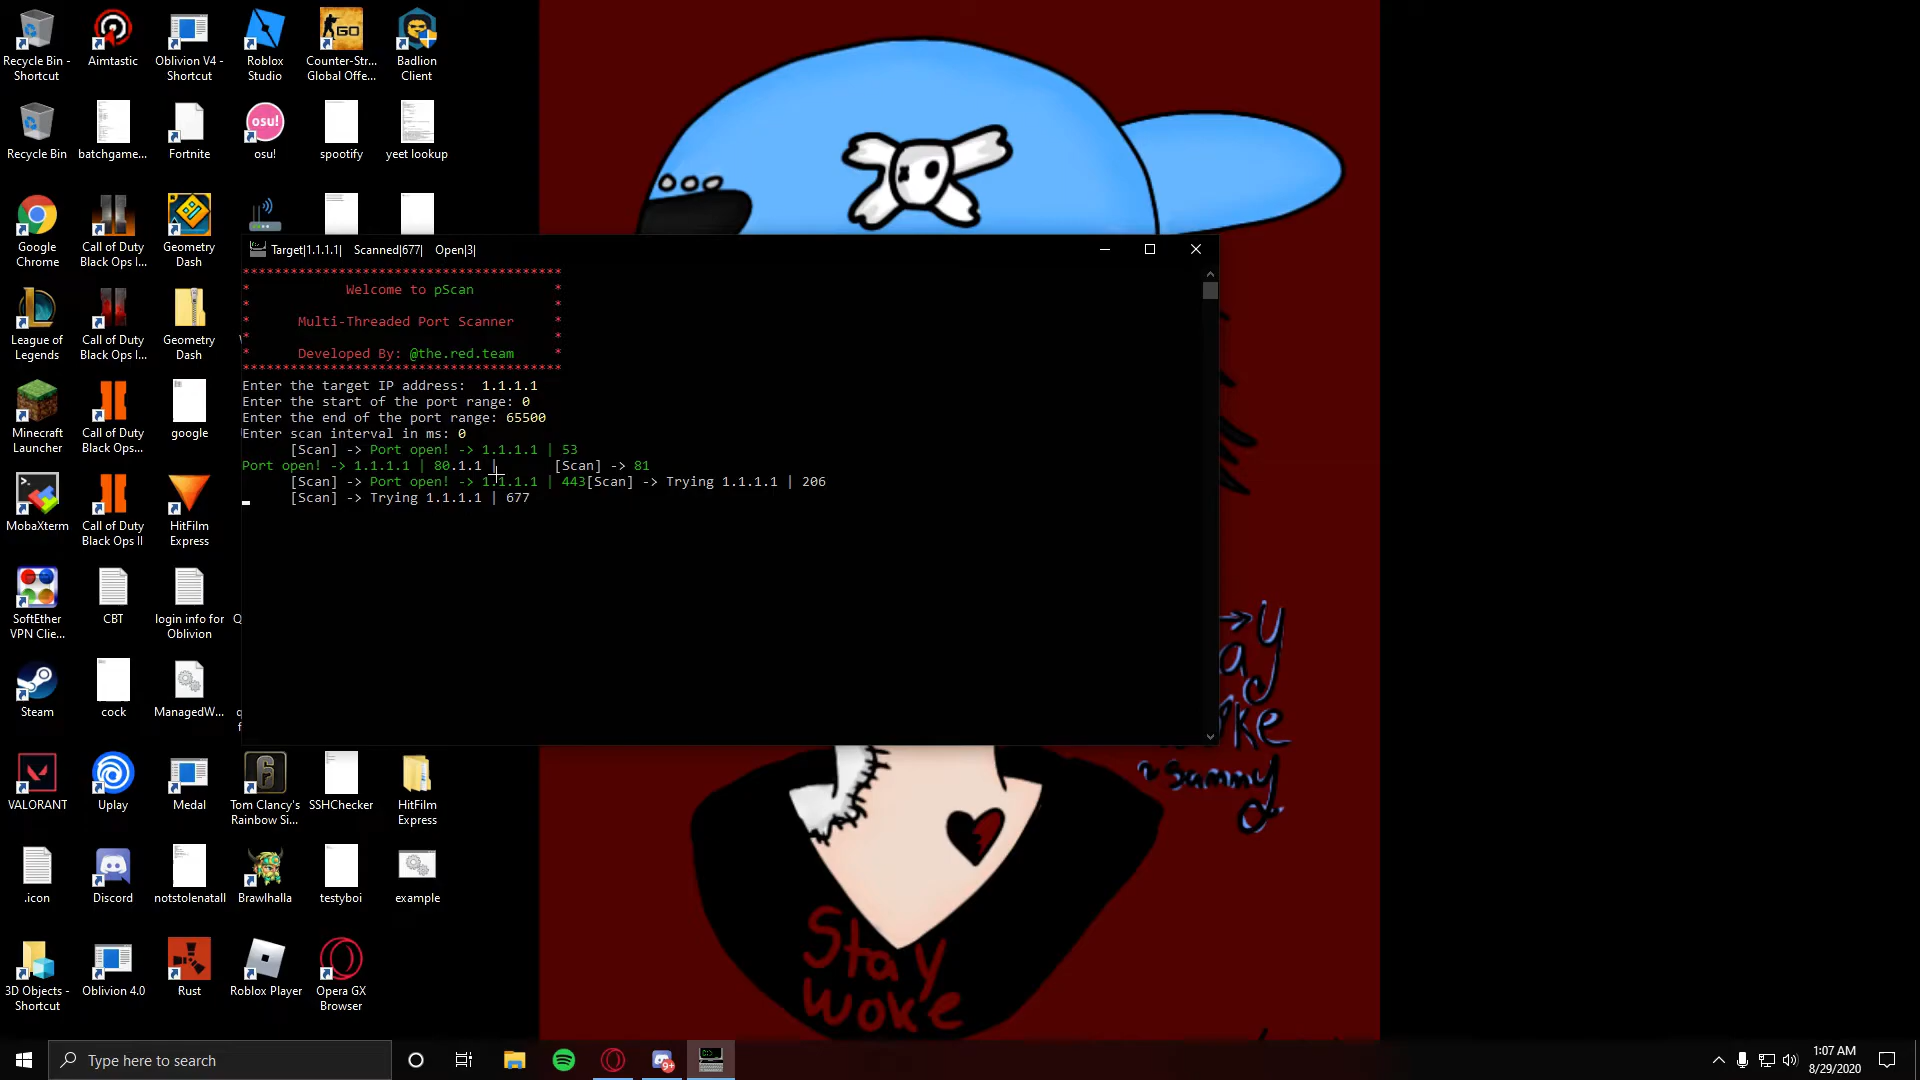 Recycle Bin - Shortcut
Aimtastic
Oblivion V4 - Shortcut
Roblox Studio
Counter-Str... Global Offe...
Badlion Client
Recycle Bin
batchgame...
Fortnite
osu!
osu!
spootify
yeet lookup
GO
Google Chrome
Call of Duty Black Ops I...
Geometry Dash
Target|1.1.1.1| Scanned|677| Open|3|
****************************************
* Welcome to pScan *
* *
* Multi-Threaded Port Scanner *
* *
* Developed By: @the.red.team *
****************************************
Enter the target IP address: 1.1.1.1
Enter the start of the port range: 0
Enter the end of the port range: 65500
Enter scan interval in ms: 0
[Scan] -> Port open! -> 1.1.1.1 | 53
Port open! -> 1.1.1.1 | 80.1.1 | [Scan] -> 81
[Scan] -> Port open! -> 1.1.1.1 | 443[Scan] -> Trying 1.1.1.1 | 206
[Scan] -> Trying 1.1.1.1 | 677
League of Legends
Call of Duty Black Ops I...
Geometry Dash
Minecraft Launcher
Call of Duty Black Ops II
google
MobaXterm
Call of Duty Black Ops II
HitFilm Express
SoftEther VPN Clie...
CBT
login info for Oblivion
Steam
cock
ManagedW...
VALORANT
Uplay
Medal
Tom Clancy's Rainbow Si...
SSHChecker
HitFilm Express
.icon
Discord
notstolenatall
Brawlhalla
testyboi
example
3D Objects - Shortcut
Oblivion 4.0
Rust
Roblox Player
Opera GX Browser
sammy
Stay
woke
Type here to search
9+
1:07 AM
8/29/2020